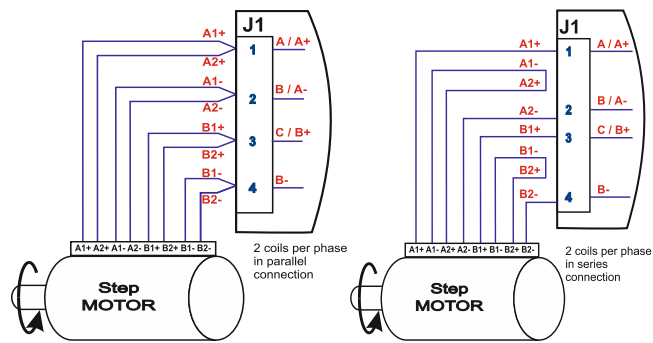 J1
A1+
1
A / A+
A2+
A1-
2
B / A-
A2-
B1+
3
C / B+
B2+
B1-
4
B-
B2-
A1+ A2+ A1- A2- B1+ B2+ B1- B2-
2 coils per phase
in parallel
connection
Step
MOTOR
J1
A1+
1
A / A+
A1-
A2+
A2-
2
B / A-
B1+
3
C / B+
B1-
B2+
B2-
4
B-
A1+ A1- A2+ A2- B1+ B1- B2+ B2-
2 coils per phase
in series
connection
Step
MOTOR